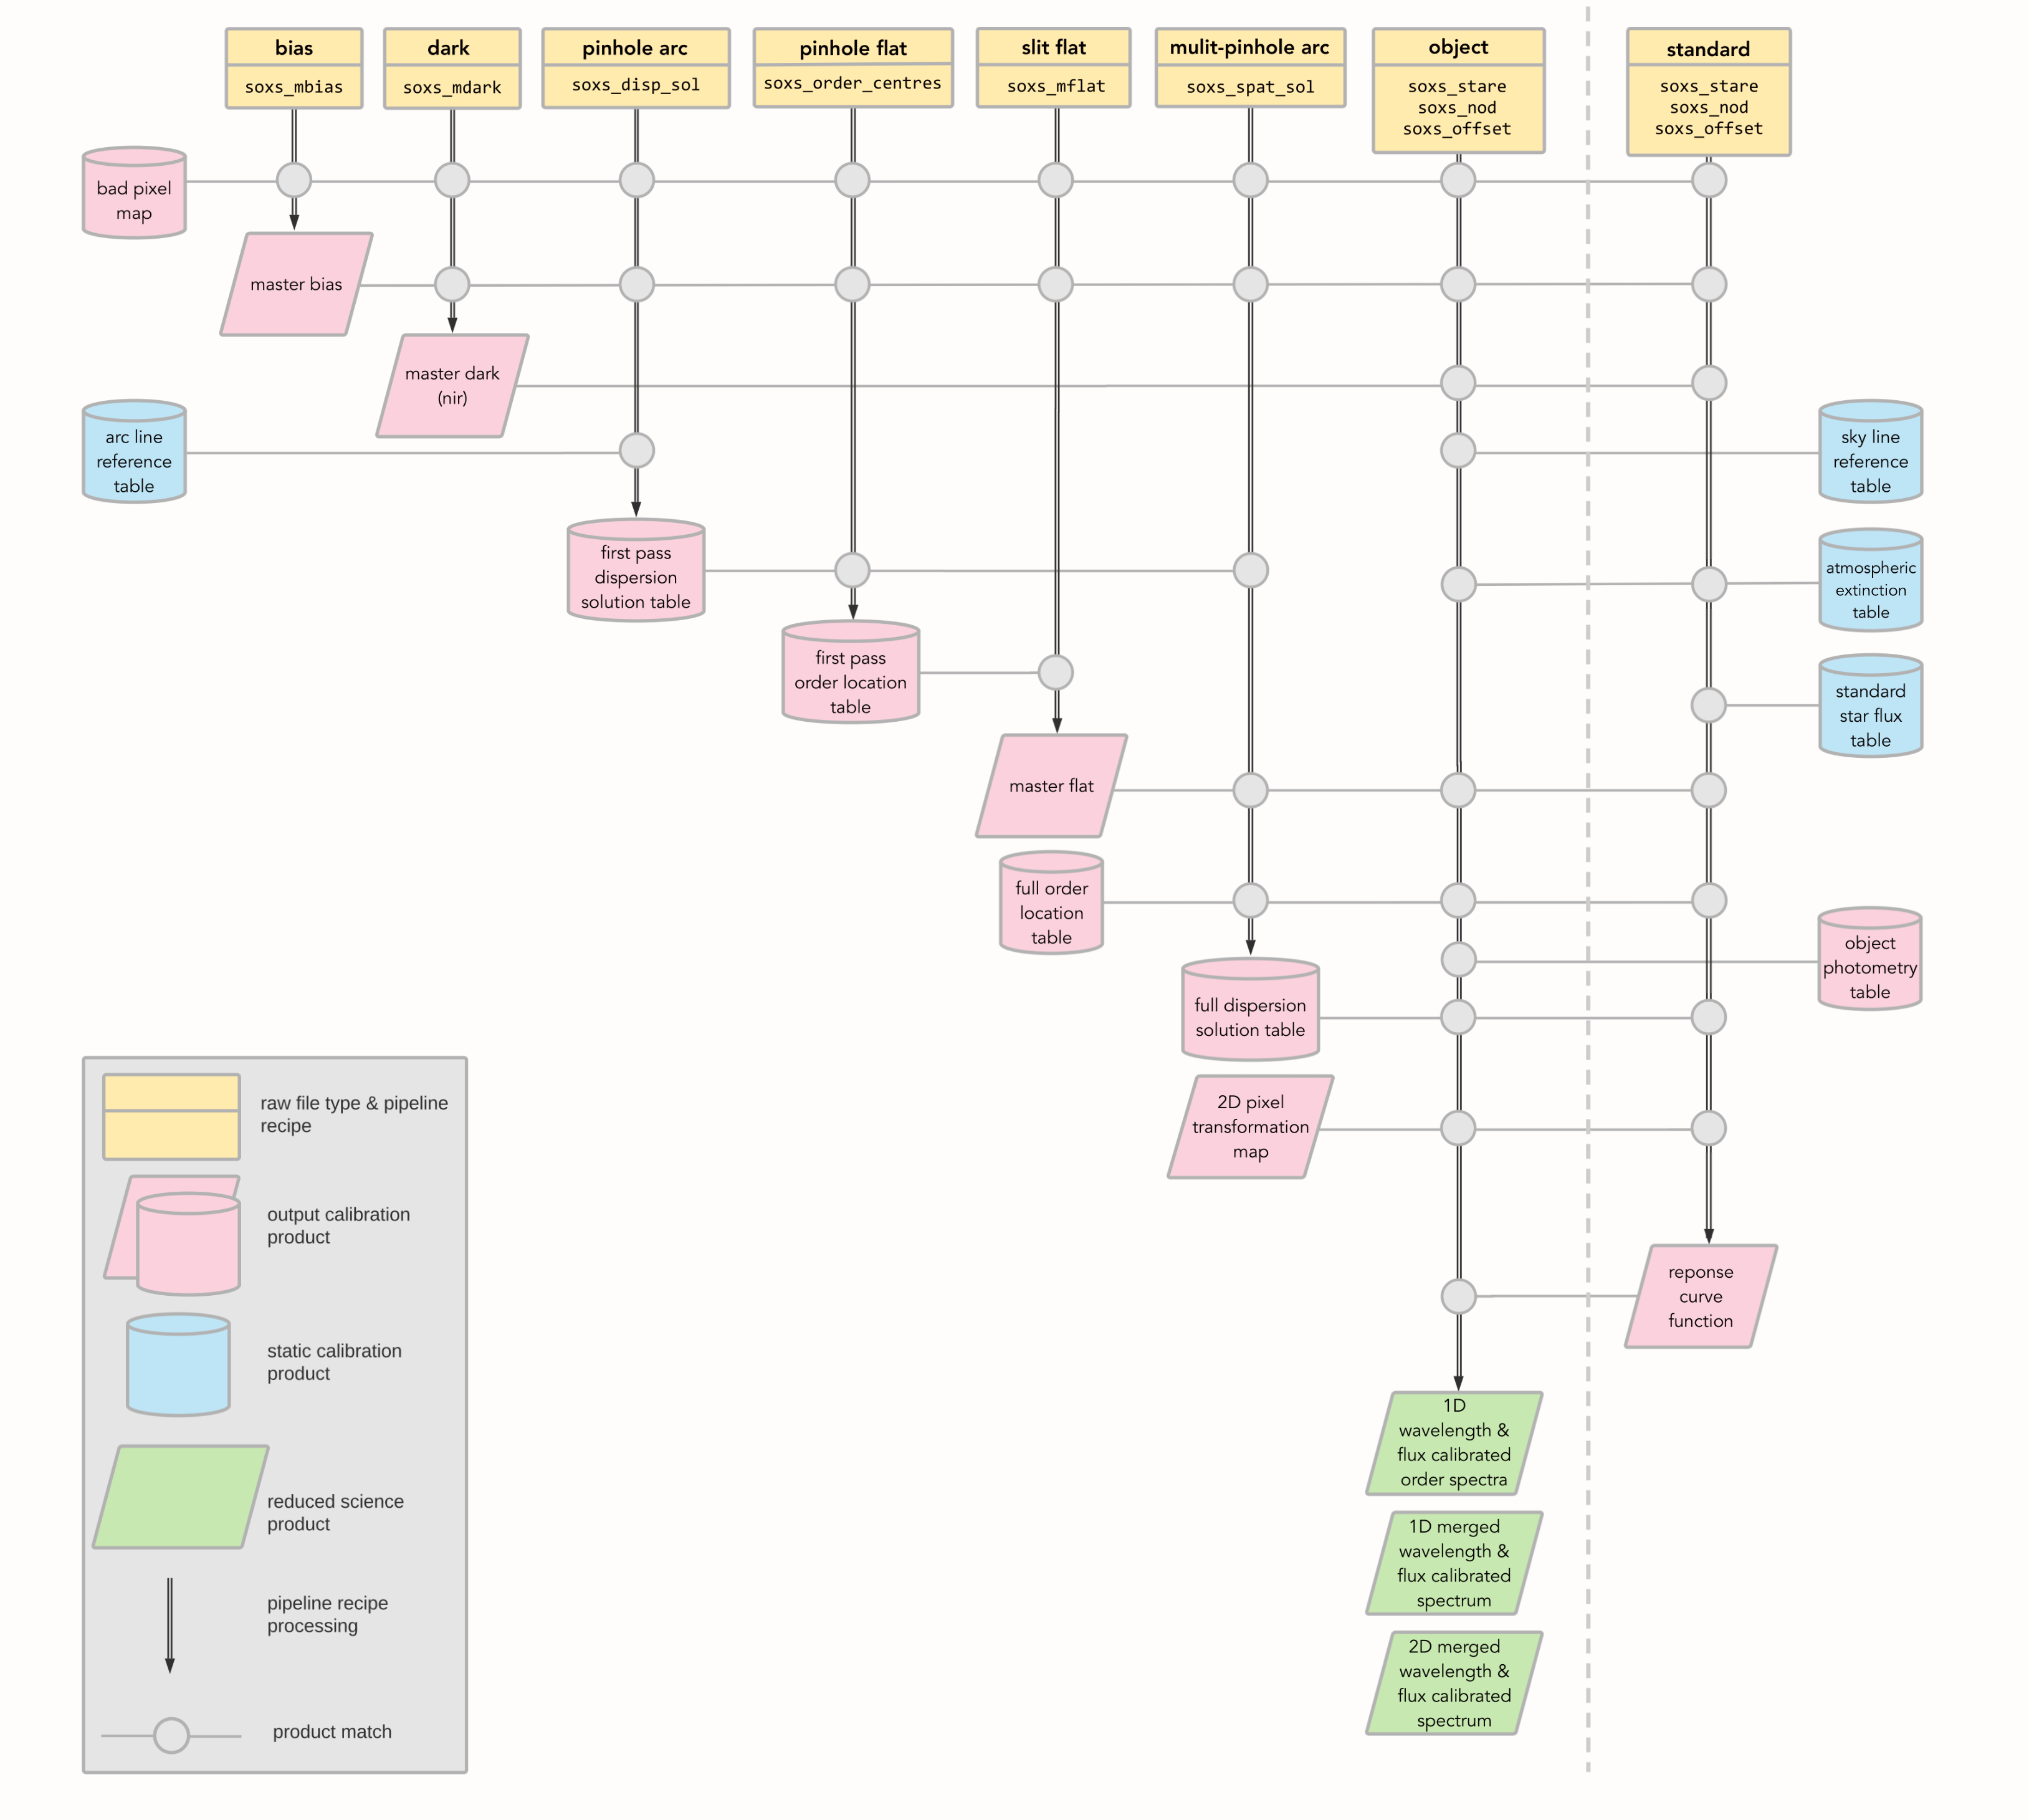 bias
soxs_mbias
dark
soxs_mdark
pinhole arc
soxs_disp_sol
pinhole flat
soxs_order_centres
slit flat
soxs_mflat
mulit-pinhole arc
soxs_spat_sol
object
soxs_stare
soxs_nod
soxs_offset
standard
soxs_stare
soxs_nod
soxs_offset
bad pixel
map
master bias
master dark
(nir)
arc line
reference
table
sky line
reference
table
first pass
dispersion
solution table
atmospheric
extinction
table
first pass
order location
table
standard
star flux
table
master flat
full order
location
table
object
photometry
table
full dispersion
solution table
2D pixel
transformation
map
reponse
curve
function
1D
wavelength &
flux calibrated
order spectra
1D merged
wavelength &
flux calibrated
spectrum
2D merged
wavelength &
flux calibrated
spectrum
raw file type & pipeline
recipe
output calibration
product
static calibration
product
reduced science
product
pipeline recipe
processing
product match